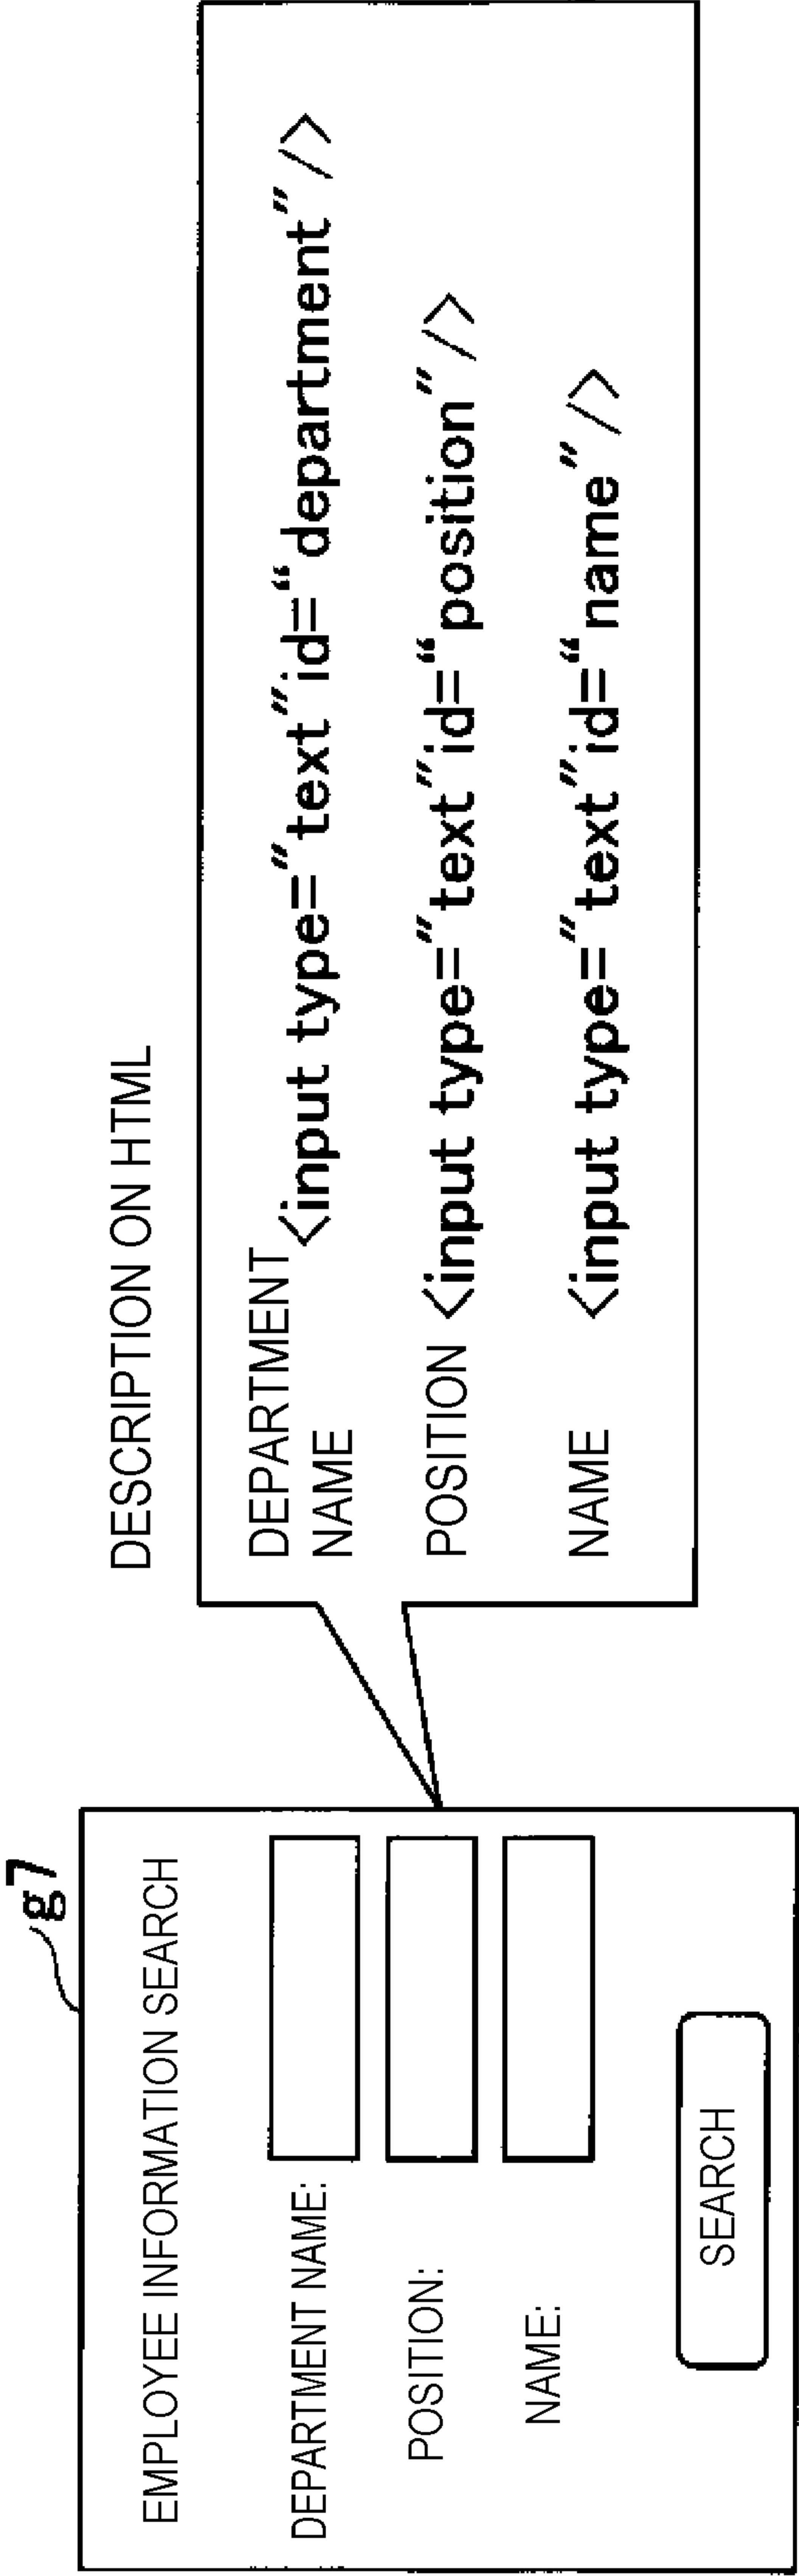 g7
EMPLOYEE INFORMATION SEARCH
DEPARTMENT NAME:
POSITION:
NAME:
SEARCH
DESCRIPTION ON HTML
DEPARTMENT
NAME <input type=″text″id=“department″/>
POSITION <input type=″text″id=“position″/>
NAME <input type=″text″id=“name″/>